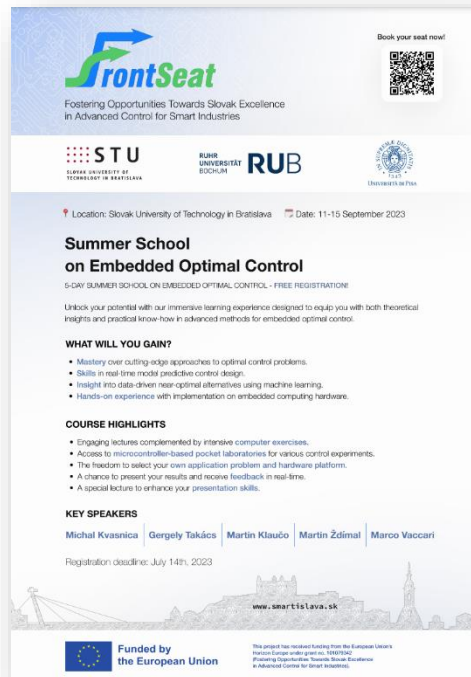 Book your seat now!
FrontSeat
Fostering Opportunities Towards Slovak Excellence
in Advanced Control for Smart Industries
STU
SLOVAK UNIVERSITY OF
TECHNOLOGY IN BRATISLAVA
RUHR
UNIVERSITÄT
BOCHUM
RUB
IN SUPREMÆ DIGNITATIS
1343
UNIVERSITÀ DI PISA
Location: Slovak University of Technology in Bratislava Date: 11-15 September 2023
Summer School
on Embedded Optimal Control
5-DAY SUMMER SCHOOL ON EMBEDDED OPTIMAL CONTROL - FREE REGISTRATION!
Unlock your potential with our immersive learning experience designed to equip you with both theoretical
insights and practical know-how in advanced methods for embedded optimal control.
WHAT WILL YOU GAIN?
• Mastery over cutting-edge approaches to optimal control problems.
• Skills in real-time model predictive control design.
• Insight into data-driven near-optimal alternatives using machine learning.
• Hands-on experience with implementation on embedded computing hardware.
COURSE HIGHLIGHTS
• Engaging lectures complemented by intensive computer exercises.
• Access to microcontroller-based pocket laboratories for various control experiments.
• The freedom to select your own application problem and hardware platform.
• A chance to present your results and receive feedback in real-time.
• A special lecture to enhance your presentation skills.
KEY SPEAKERS
Michal Kvasnica Gergely Takács Martin Klaučo Martin Ždímal Marco Vaccari
Registration deadline: July 14th, 2023
www.smartislava.sk
Funded by
the European Union
This project has received funding from the European Union's
Horizon Europe under grant no. 101079342
(Fostering Opportunities Towards Slovak Excellence
in Advanced Control for Smart Industries).